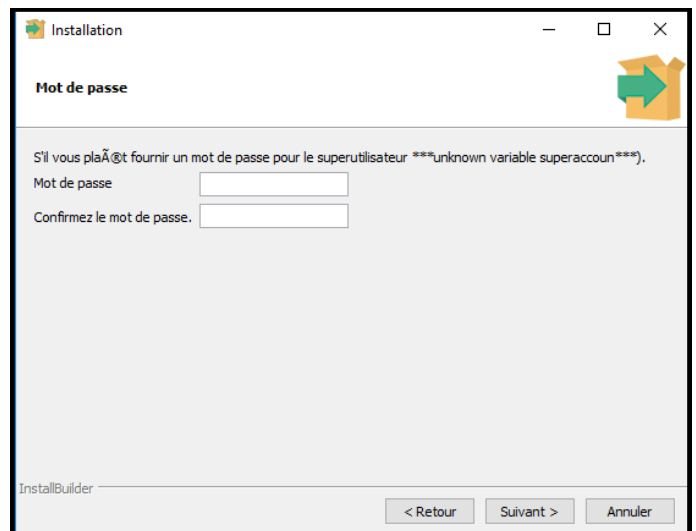 Installation
Mot de passe
S'il vous plaÃ®t fournir un mot de passe pour le superutilisateur ***unknown variable superaccoun***).
Mot de passe
Confirmez le mot de passe.
InstallBuilder
< Retour
Suivant >
Annuler